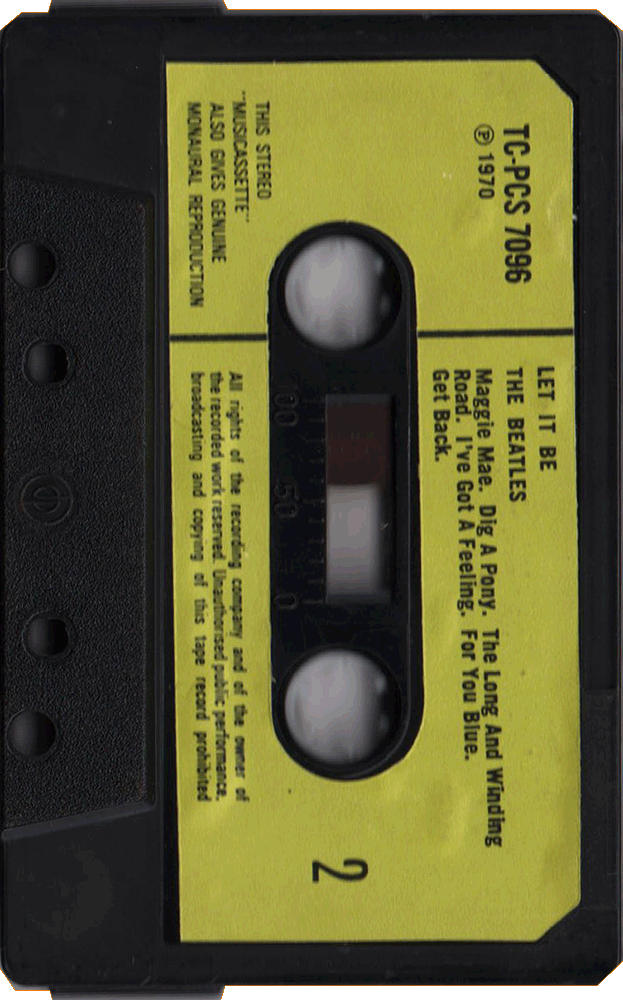 TC-PCS 7096
℗ 1970
LET IT BE
THE BEATLES
Maggie Mae. Dig A Pony. The Long And Winding
Road. I've Got A Feeling. For You Blue.
Get Back.
2
100 50 0
THIS STEREO
"MUSICASSETTE"
ALSO GIVES GENUINE
MONAURAL REPRODUCTION
All rights of the recording company and of the owner of
the recorded work reserved. Unauthorised public performance,
broadcasting and copying of this tape record prohibited